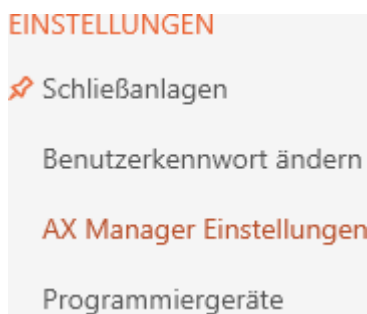 EINSTELLUNGEN
Schließanlagen
Benutzerkennwort ändern
AX Manager Einstellungen
Programmiergeräte